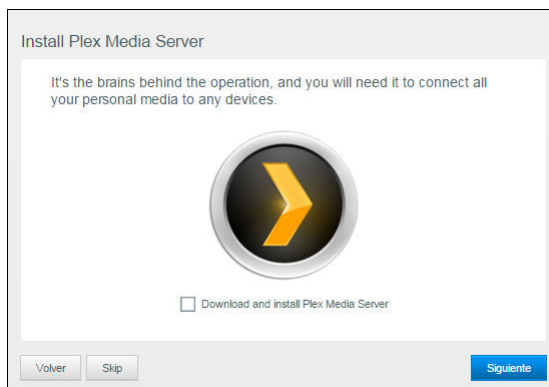 Install Plex Media Server
It's the brains behind the operation, and you will need it to connect all
your personal media to any devices.
Download and install Plex Media Server
Volver
Skip
Siguiente